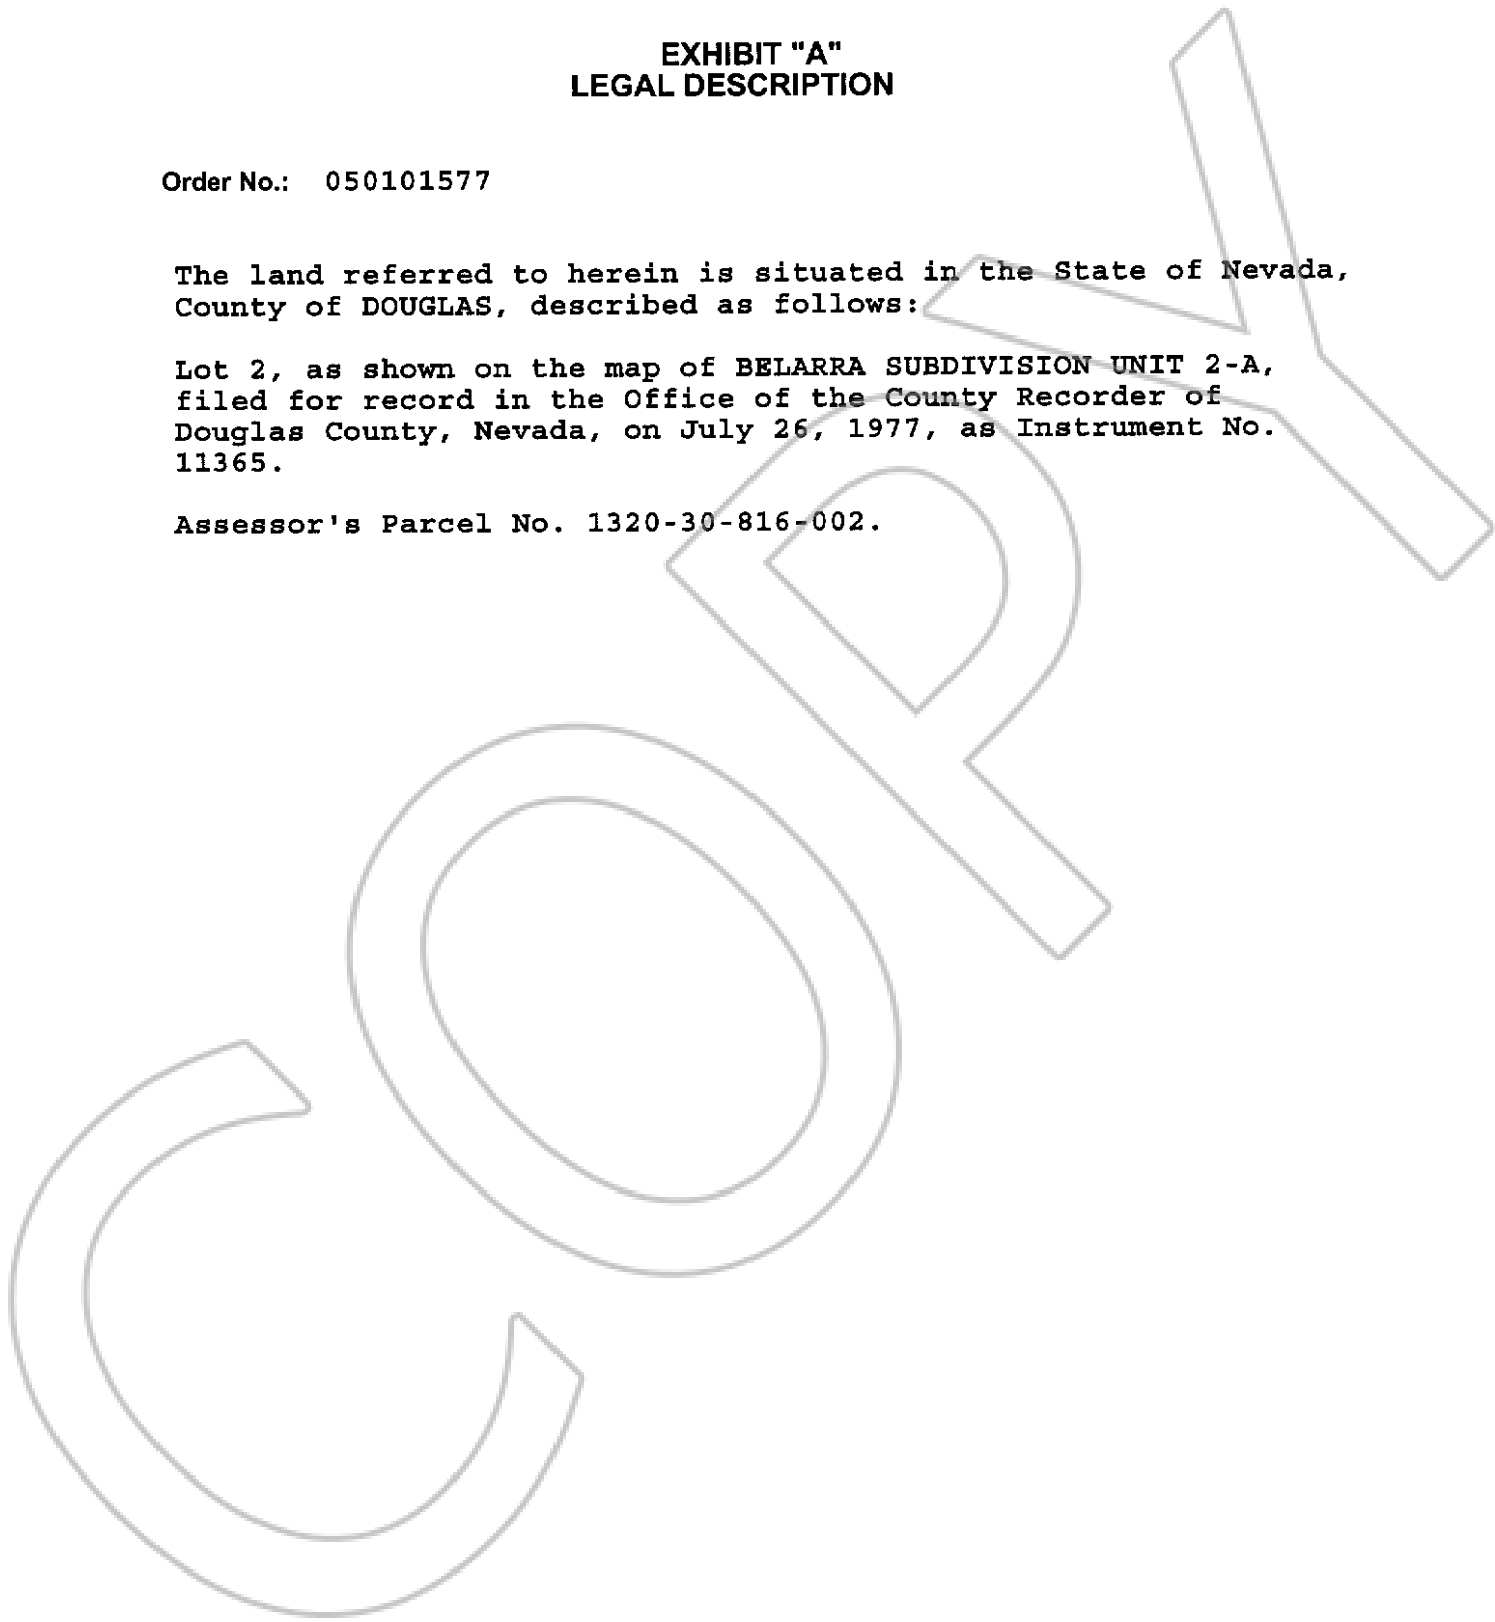 EXHIBIT "A"
LEGAL DESCRIPTION
Order No.: 050101577
The land referred to herein is situated in the State of Nevada,
County of DOUGLAS, described as follows:
Lot 2, as shown on the map of BELARRA SUBDIVISION UNIT 2-A,
filed for record in the Office of the County Recorder of
Douglas County, Nevada, on July 26, 1977, as Instrument No.
11365.
Assessor's Parcel No. 1320-30-816-002.
COPY